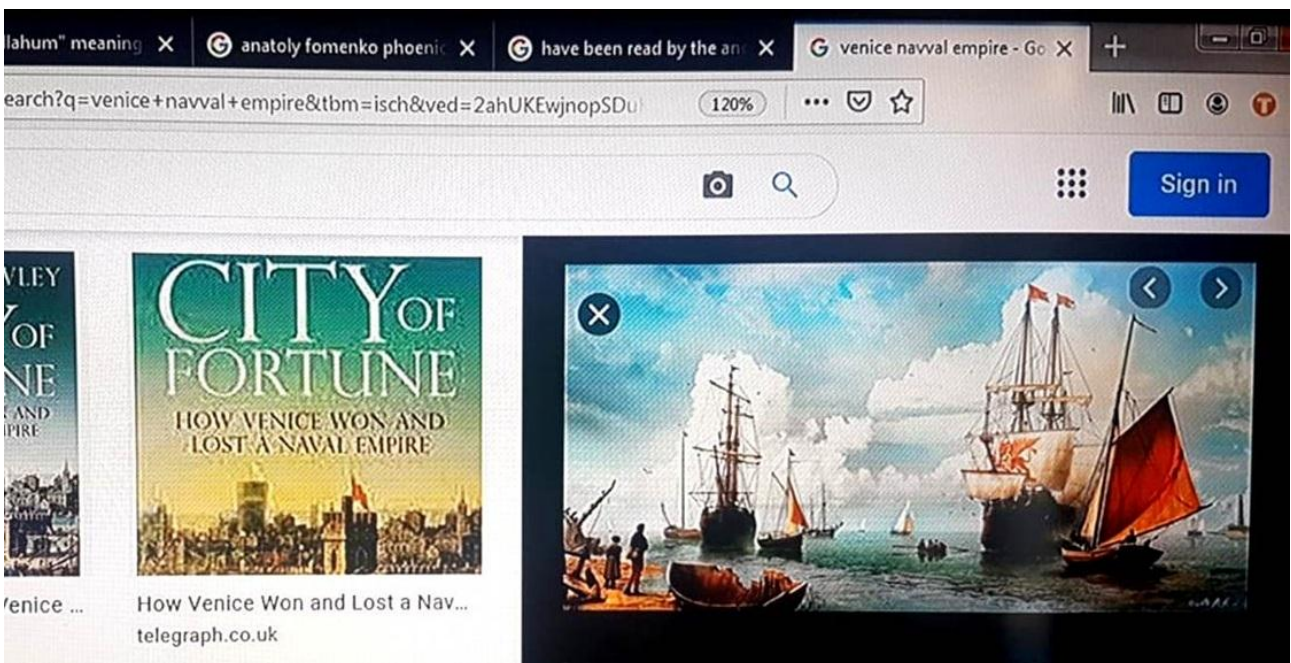 lahum" meaning
anatoly fomenko phoenic
have been read by the an
venice navval empire - Go
earch?q=venice+navval+empire&tbm=isch&ved=2ahUKEwjnopSDu
120%
Sign in
WLEY
OF
NE
AND
PIRE
CITY OF
FORTUNE
HOW VENICE WON AND
LOST A NAVAL EMPIRE
Venice ...
How Venice Won and Lost a Nav...
telegraph.co.uk